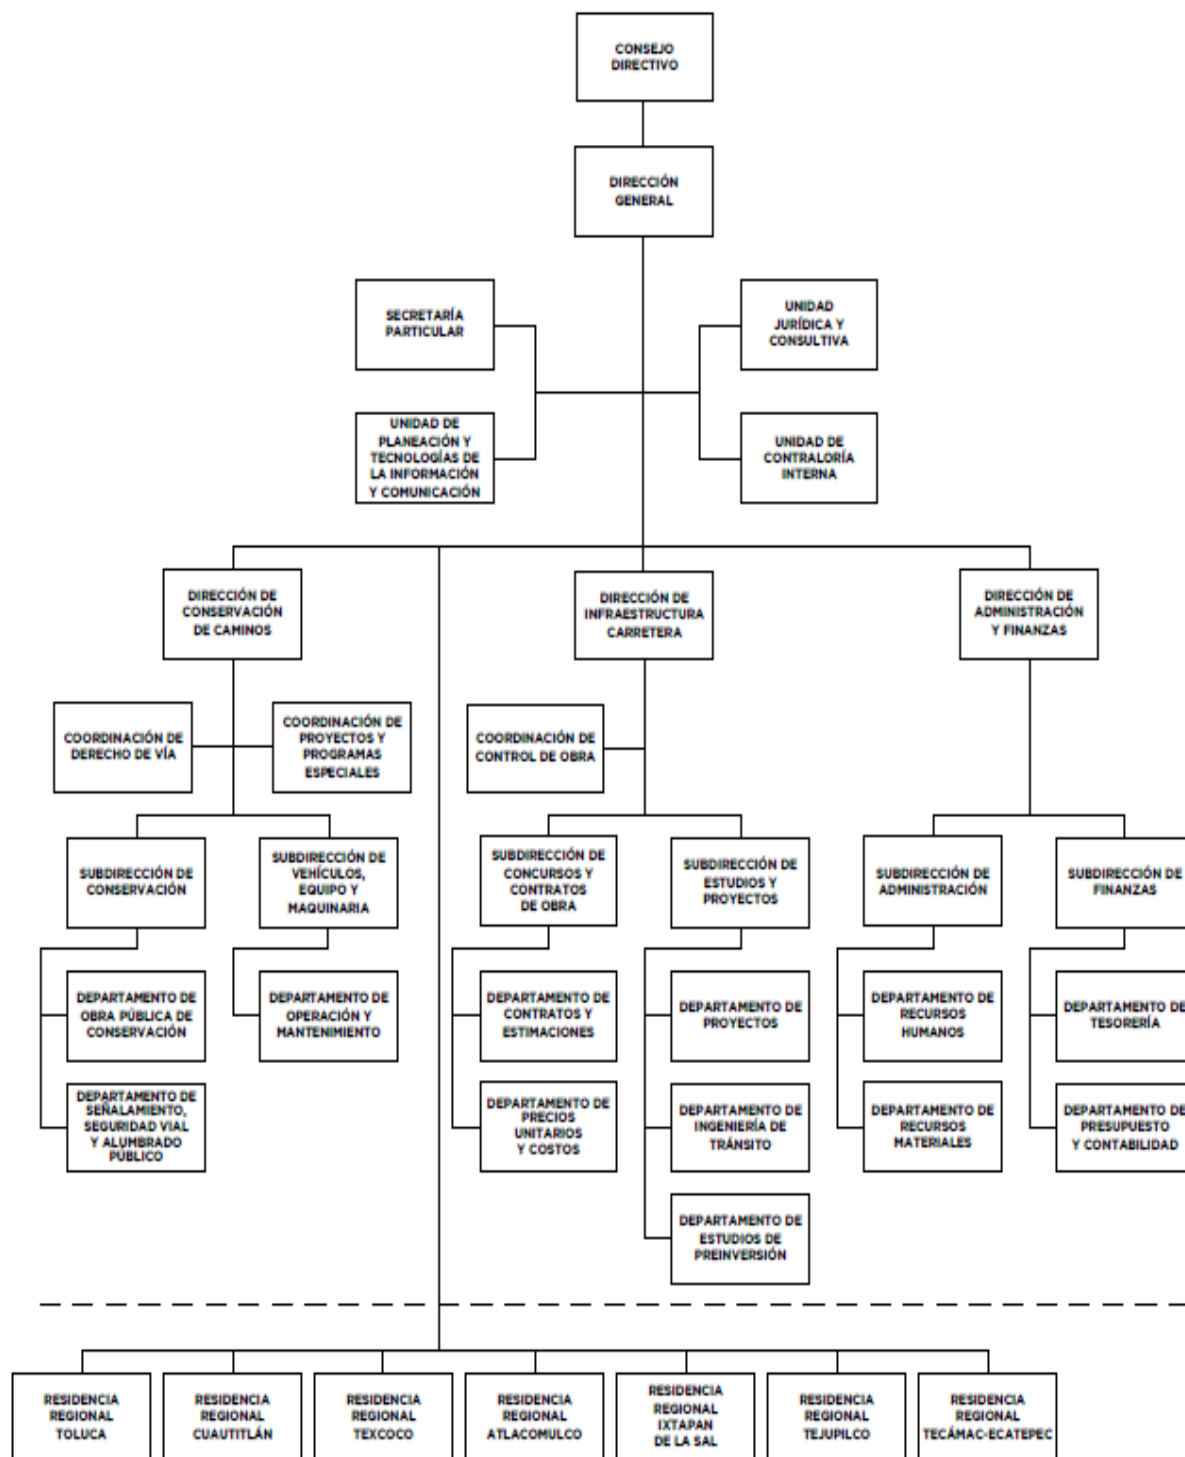 CONSEJO
DIRECTIVO
DIRECCIÓN
GENERAL
SECRETARÍA
PARTICULAR
UNIDAD
JURÍDICA Y
CONSULTIVA
UNIDAD DE
PLANEACIÓN Y
TECNOLOGÍAS DE
LA INFORMACIÓN
Y COMUNICACIÓN
UNIDAD DE
CONTRALORÍA
INTERNA
DIRECCIÓN DE
CONSERVACIÓN
DE CAMINOS
DIRECCIÓN DE
INFRAESTRUCTURA
CARRETERA
DIRECCIÓN DE
ADMINISTRACIÓN
Y FINANZAS
COORDINACIÓN DE
DERECHO DE VÍA
COORDINACIÓN DE
PROYECTOS Y
PROGRAMAS
ESPECIALES
COORDINACIÓN DE
CONTROL DE OBRA
SUBDIRECCIÓN DE
CONSERVACIÓN
SUBDIRECCIÓN DE
VEHÍCULOS,
EQUIPO Y
MAQUINARIA
SUBDIRECCIÓN DE
CONCURSOS Y
CONTRATOS
DE OBRA
SUBDIRECCIÓN DE
ESTUDIOS Y
PROYECTOS
SUBDIRECCIÓN DE
ADMINISTRACIÓN
SUBDIRECCIÓN DE
FINANZAS
DEPARTAMENTO DE
OBRA PÚBLICA DE
CONSERVACIÓN
DEPARTAMENTO DE
OPERACIÓN Y
MANTENIMIENTO
DEPARTAMENTO DE
CONTRATOS Y
ESTIMACIONES
DEPARTAMENTO DE
PROYECTOS
DEPARTAMENTO DE
RECURSOS
HUMANOS
DEPARTAMENTO DE
TESORERÍA
DEPARTAMENTO DE
SEÑALAMIENTO,
SEGURIDAD VIAL
Y ALUMBRADO
PÚBLICO
DEPARTAMENTO DE
PRECIOS
UNITARIOS
Y COSTOS
DEPARTAMENTO DE
INGENIERÍA DE
TRÁNSITO
DEPARTAMENTO DE
RECURSOS
MATERIALES
DEPARTAMENTO DE
PRESUPUESTO
Y CONTABILIDAD
DEPARTAMENTO DE
ESTUDIOS DE
PREINVERSIÓN
RESIDENCIA
REGIONAL
TOLUCA
RESIDENCIA
REGIONAL
CUAUTITLÁN
RESIDENCIA
REGIONAL
TEXCOCO
RESIDENCIA
REGIONAL
ATLACOMULCO
RESIDENCIA
REGIONAL
IXTAPAN
DE LA SAL
RESIDENCIA
REGIONAL
TEJUPILCO
RESIDENCIA
REGIONAL
TECÁMAC-ECATEPEC